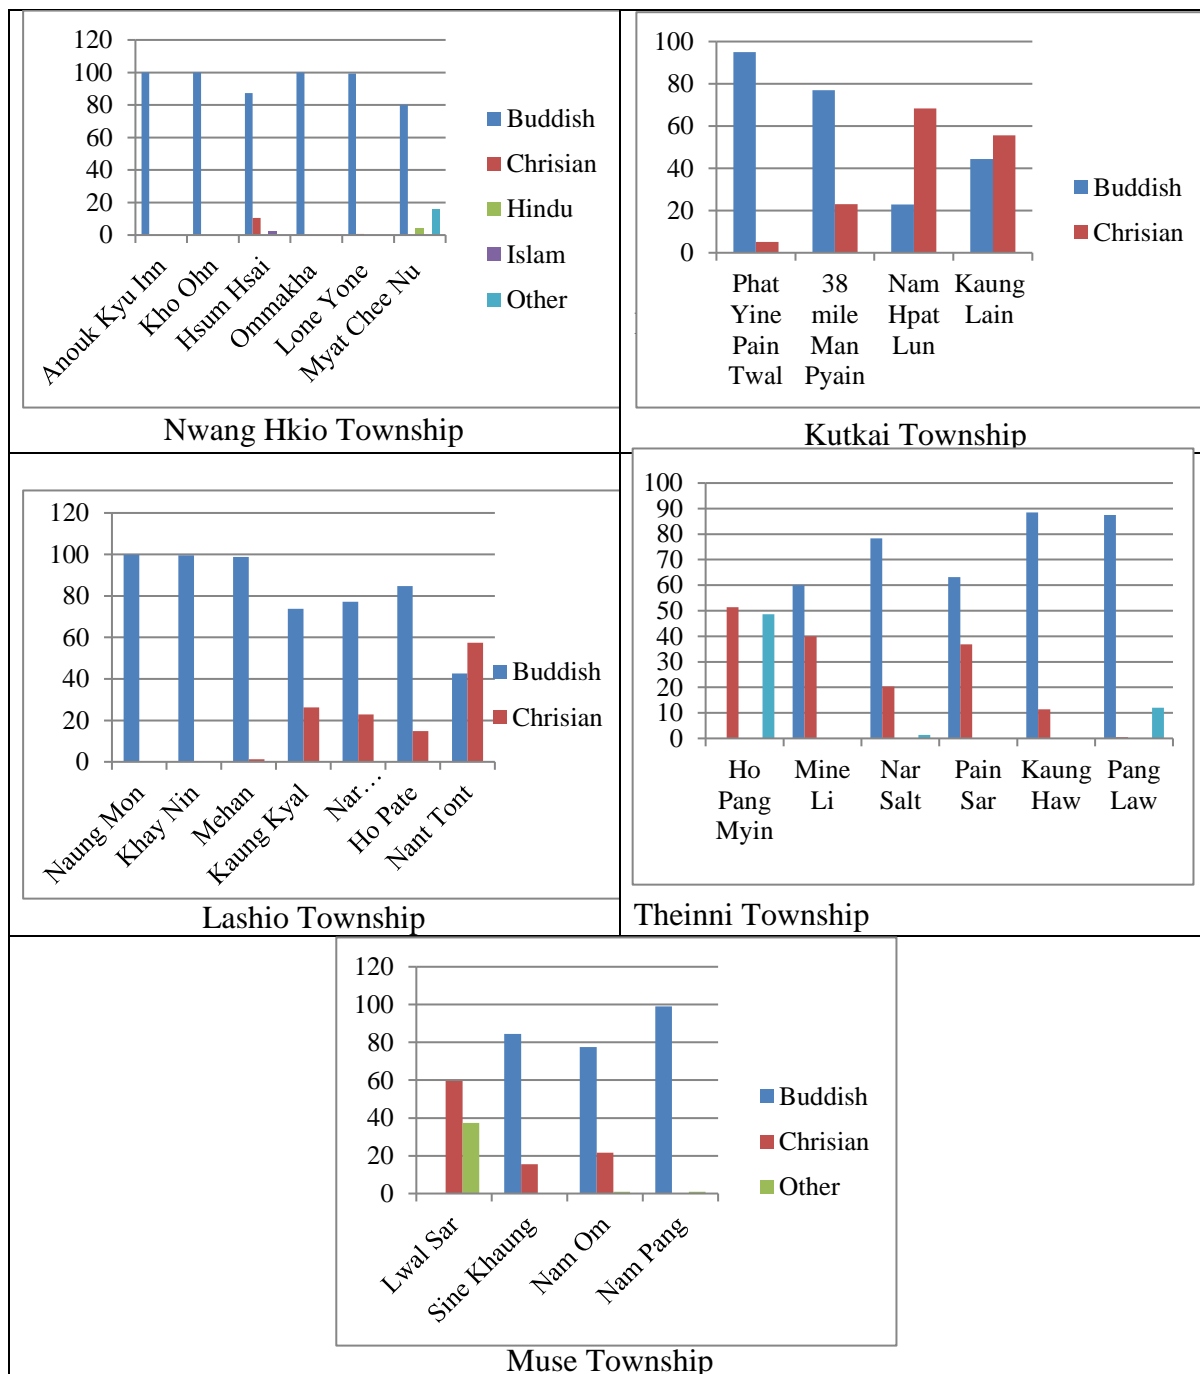 120
100
80
60
40
20
0
Anouk Kyu Inn
Kho Ohn
Hsum Hsai
Ommakha
Lone Yone
Myat Chee Nu
Buddish
Chrisian
Hindu
Islam
Other
Nwang Hkio Township
100
80
60
40
20
0
Phat
Yine
Pain
Twal
38
mile
Man
Pyain
Nam
Hpat
Lun
Kaung
Lain
Buddish
Chrisian
Kutkai Township
120
100
80
60
40
20
0
Naung Mon
Khay Nin
Mehan
Kaung Kyal
Nar…
Ho Pate
Nant Tont
Buddish
Chrisian
Lashio Township
100
90
80
70
60
50
40
30
20
10
0
Ho
Pang
Myin
Mine
Li
Nar
Salt
Pain
Sar
Kaung
Haw
Pang
Law
Theinni Township
120
100
80
60
40
20
0
Lwal Sar
Sine Khaung
Nam Om
Nam Pang
Buddish
Chrisian
Other
Muse Township